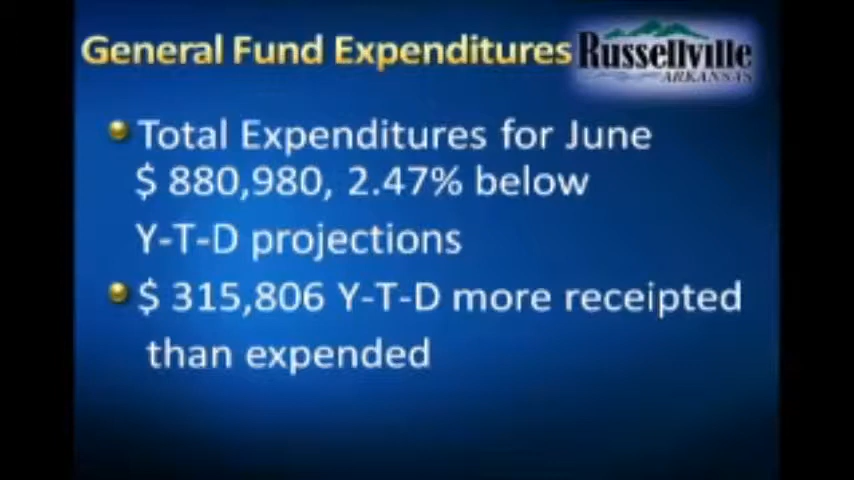 General Fund Expenditures
Russellville
ARKANSAS
Total Expenditures for June
$ 880,980, 2.47% below
Y-T-D projections
$ 315,806 Y-T-D more receipted
than expended